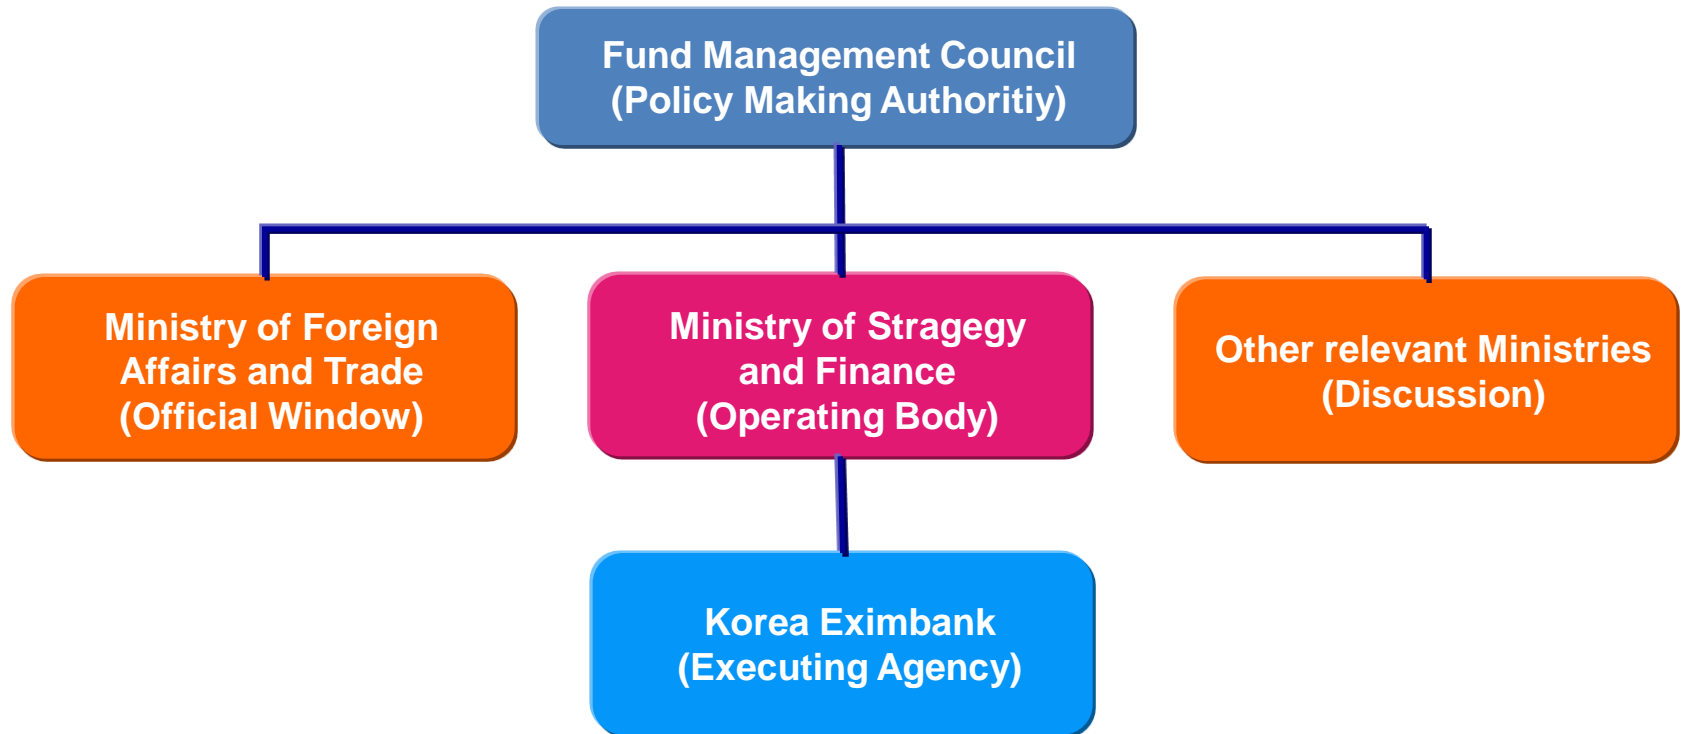 Fund Management Council
(Policy Making Authoritiy)
Ministry of Foreign
Affairs and Trade
(Official Window)
Ministry of Stragegy
and Finance
(Operating Body)
Other relevant Ministries
(Discussion)
Korea Eximbank
(Executing Agency)